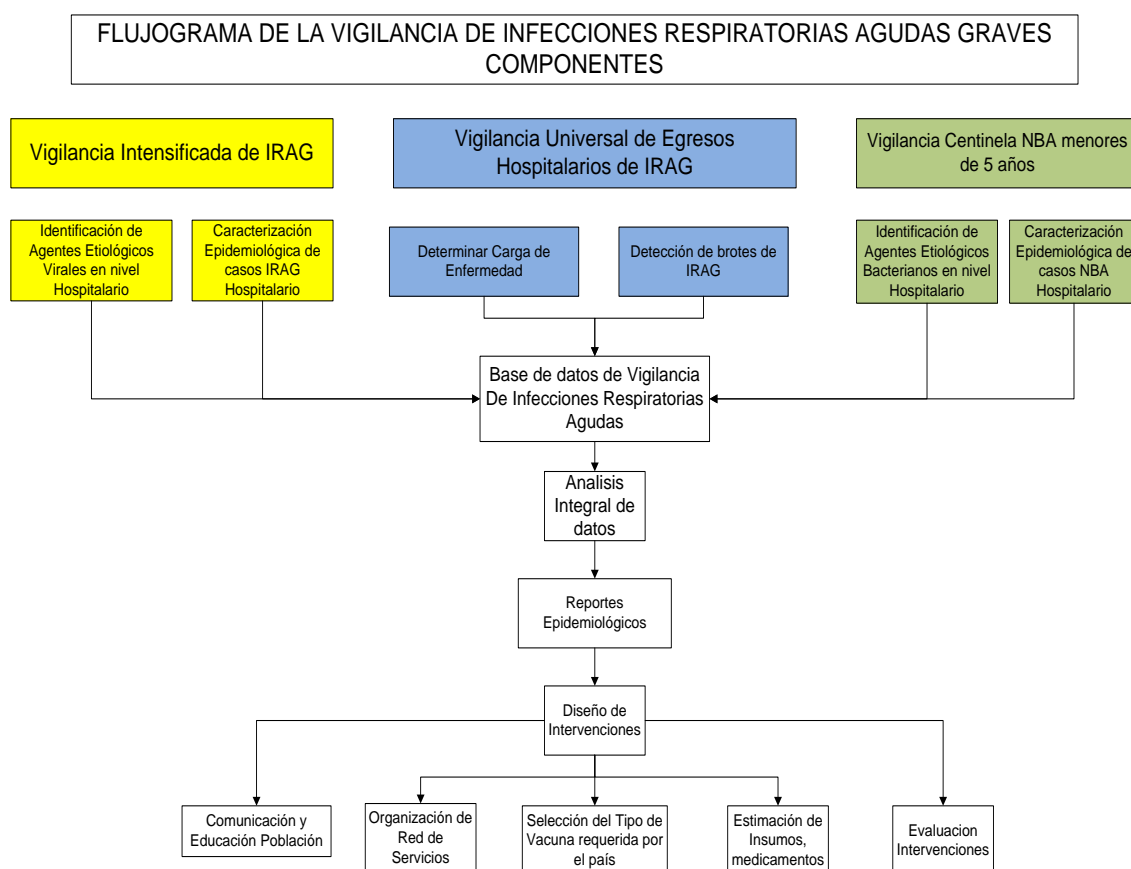 FLUJOGRAMA DE LA VIGILANCIA DE INFECCIONES RESPIRATORIAS AGUDAS GRAVES
COMPONENTES
Vigilancia Intensificada de IRAG
Vigilancia Universal de Egresos
Hospitalarios de IRAG
Vigilancia Centinela NBA menores
de 5 años
Identificación de
Agentes Etiológicos
Virales en nivel
Hospitalario
Caracterización
Epidemiológica de
casos IRAG
Hospitalario
Determinar Carga de
Enfermedad
Detección de brotes de
IRAG
Identificación de
Agentes Etiológicos
Bacterianos en nivel
Hospitalario
Caracterización
Epidemiológica de
casos NBA
Hospitalario
Base de datos de Vigilancia
De Infecciones Respiratorias
Agudas
Analisis
Integral de
datos
Reportes
Epidemiológicos
Diseño de
Intervenciones
Comunicación y
Educación Población
Organización de
Red de
Servicios
Selección del Tipo de
Vacuna requerida por
el país
Estimación de
Insumos,
medicamentos
Evaluacion
Intervenciones